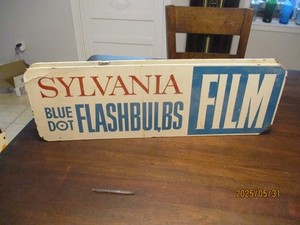 SYLVANIA
BLUE DOT FLASHBULBS
FILM
2025/05/31